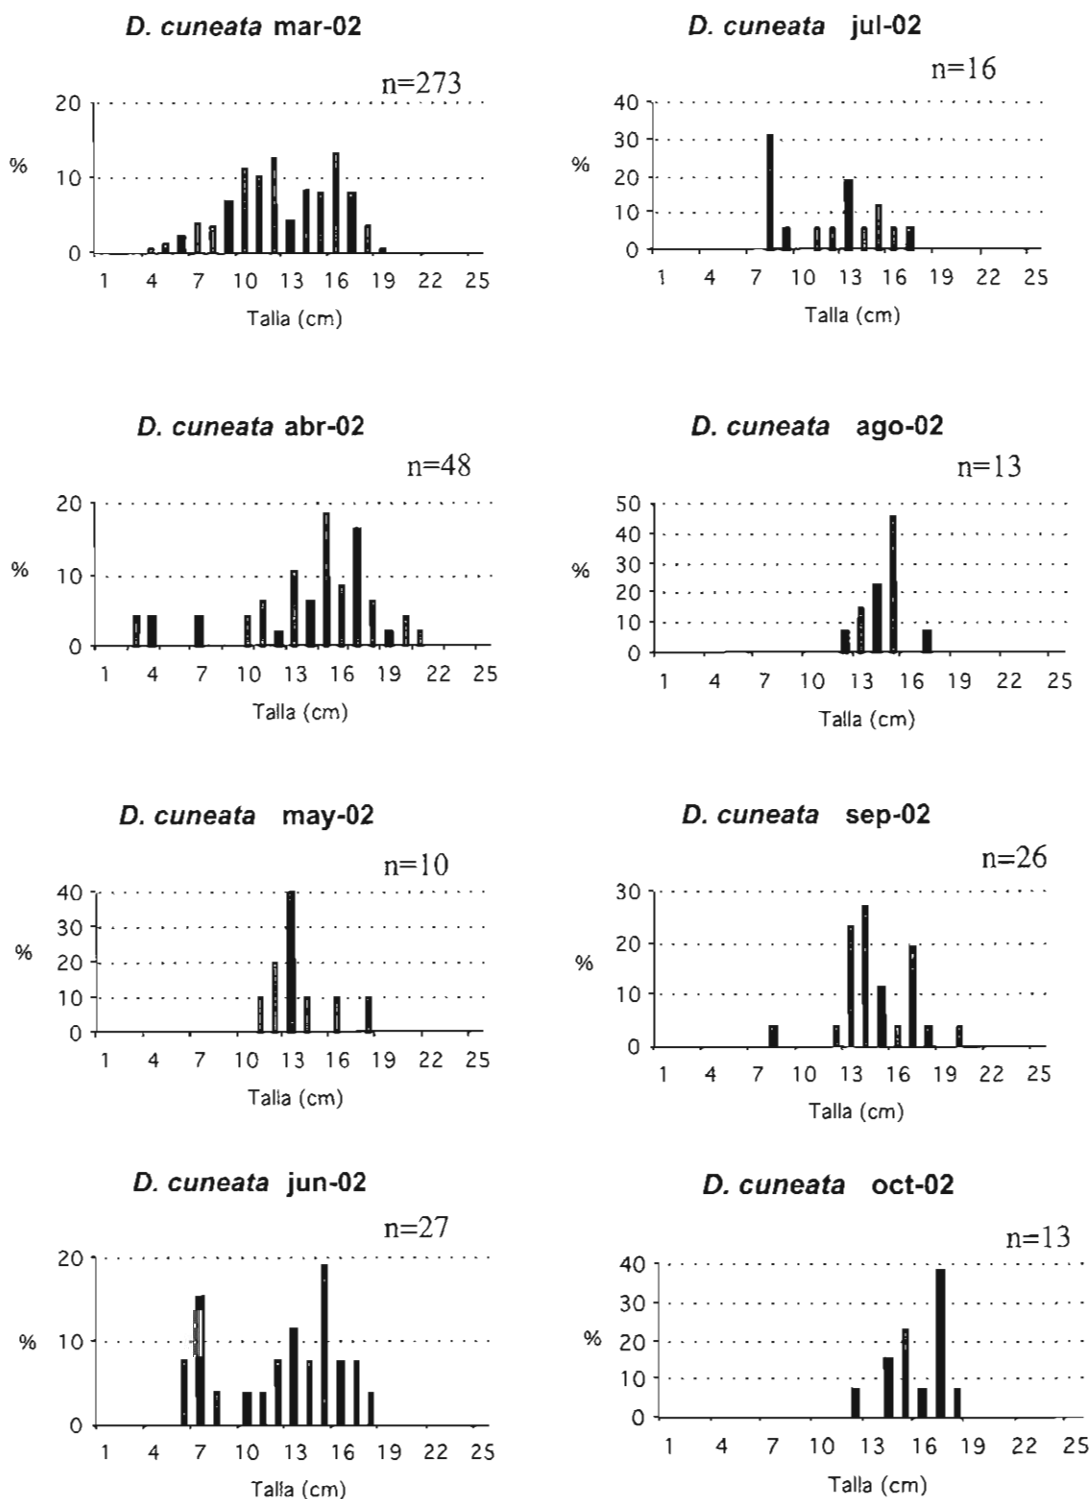 D. cuneata mar-02
n=273
20
%
10
0
1 4 7 10 13 16 19 22 25
Talla (cm)
D. cuneata jul-02
n=16
40
30
%
20
10
0
1 4 7 10 13 16 19 22 25
Talla (cm)
D. cuneata abr-02
n=48
20
%
10
0
1 4 7 10 13 16 19 22 25
Talla (cm)
D. cuneata ago-02
n=13
50
40
30
%
20
10
0
1 4 7 10 13 16 19 22 25
Talla (cm)
D. cuneata may-02
n=10
40
30
%
20
10
0
1 4 7 10 13 16 19 22 25
Talla (cm)
D. cuneata sep-02
n=26
30
20
%
10
0
1 4 7 10 13 16 19 22 25
Talla (cm)
D. cuneata jun-02
n=27
20
%
10
0
1 4 7 10 13 16 19 22 25
Talla (cm)
D. cuneata oct-02
n=13
40
30
%
20
10
0
1 4 7 10 13 16 19 22 25
Talla (cm)